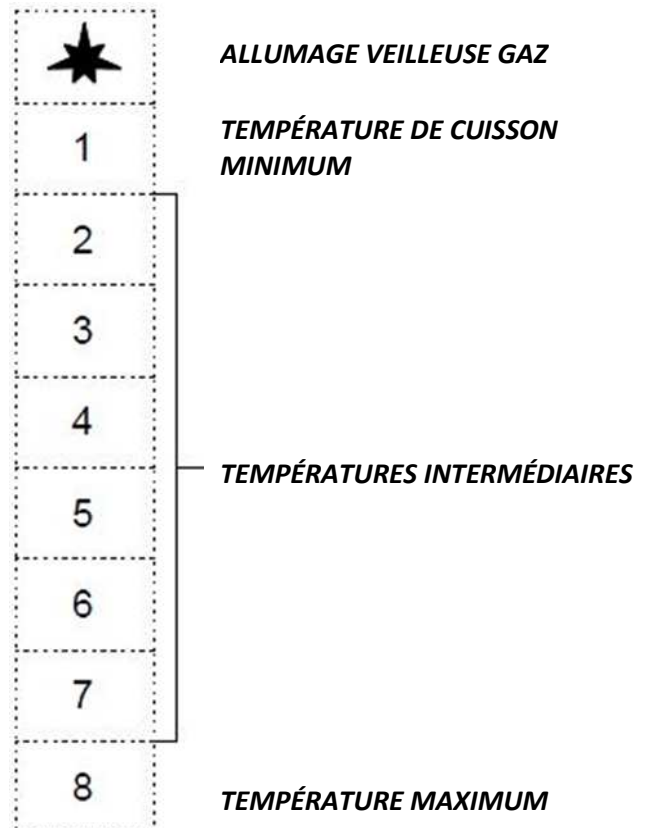 ALLUMAGE VEILLEUSE GAZ
1
TEMPÉRATURE DE CUISSON
MINIMUM
2
3
4
TEMPÉRATURES INTERMÉDIAIRES
5
6
7
8
TEMPÉRATURE MAXIMUM